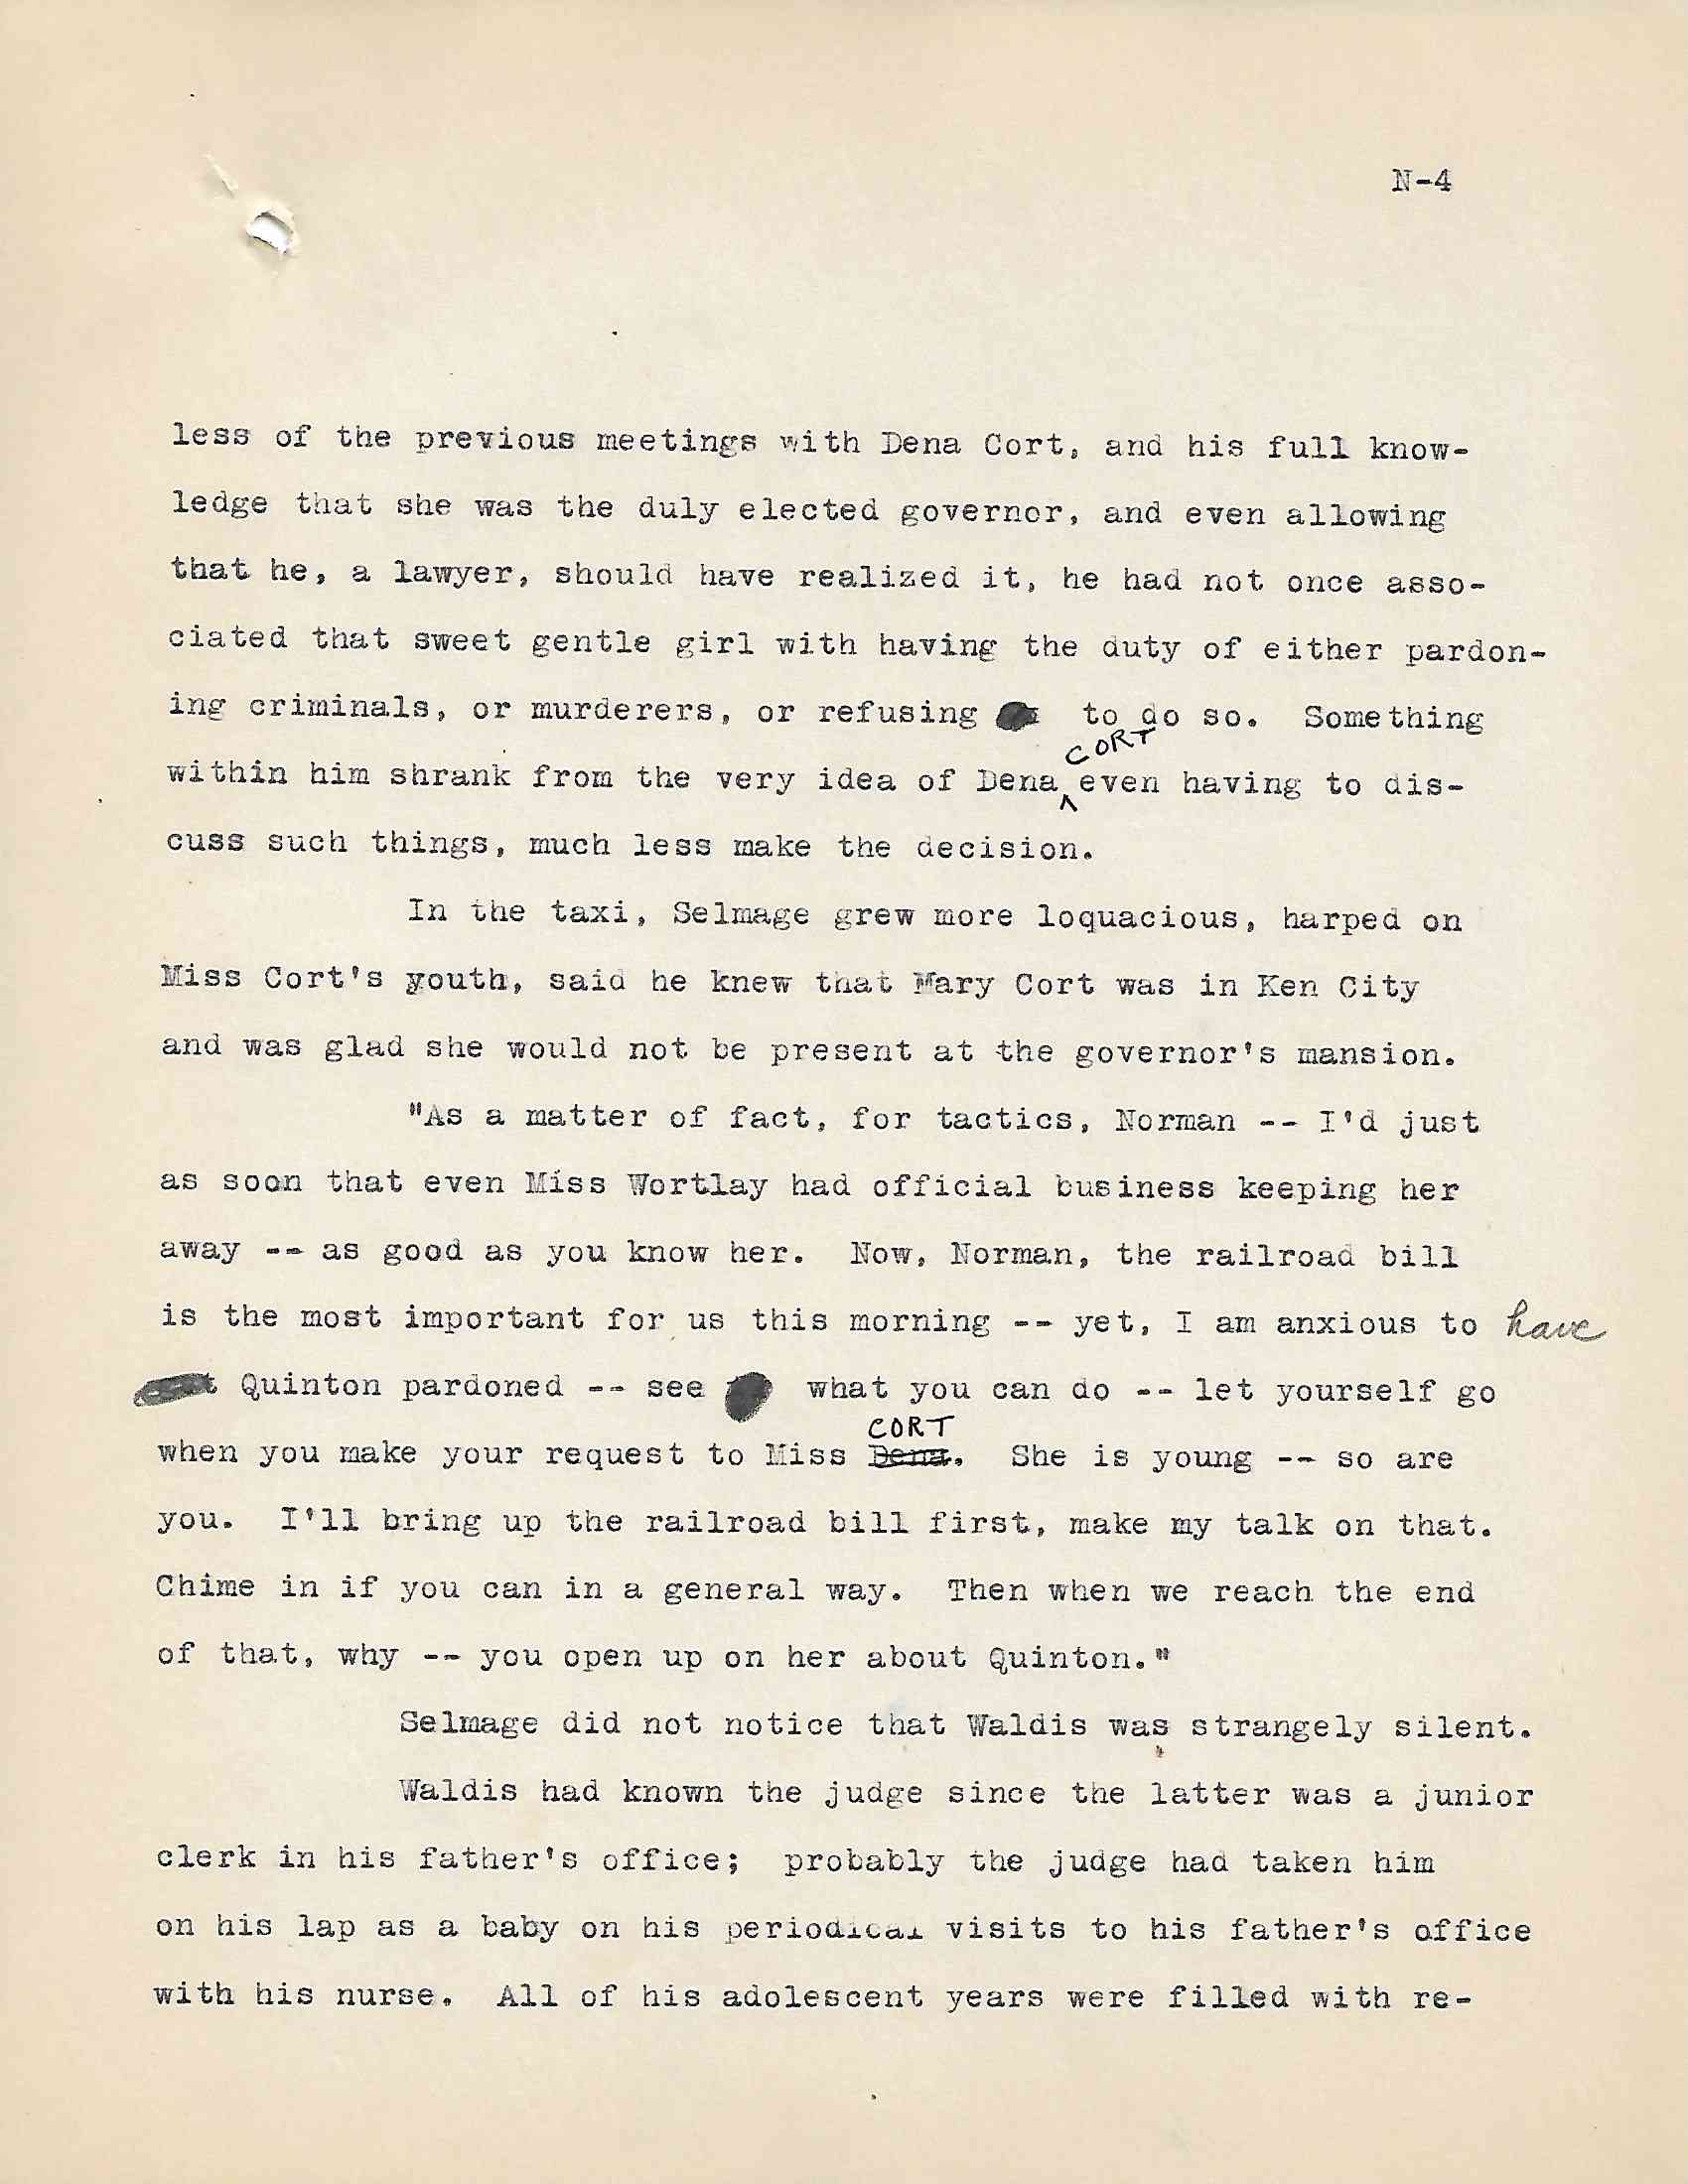 N-4
less of the previous meetings with Dena Cort, and his full know-
ledge that she was the duly elected governor, and even allowing
that he, a lawyer, should have realized it, he had not once asso-
ciated that sweet gentle girl with having the duty of either pardon-
ing criminals, or murderers, or refusing to do so.  Something
CORT
within him shrank from the very idea of Dena ^ even having to dis-
cuss such things, much less make the decision.
In the taxi, Selmage grew more loquacious, harped on
Miss Cort's youth, said he knew that Mary Cort was in Ken City
and was glad she would not be present at the governor's mansion.
"As a matter of fact, for tactics, Norman -- I'd just
as soon that even Miss Wortlay had official business keeping her
away -- as good as you know her.  Now, Norman, the railroad bill
is the most important for us this morning -- yet, I am anxious to have
Quinton pardoned -- see what you can do -- let yourself go
CORT
when you make your request to Miss Dena.  She is young -- so are
you.  I'll bring up the railroad bill first, make my talk on that.
Chime in if you can in a general way.  Then when we reach the end
of that, why -- you open up on her about Quinton."
Selmage did not notice that Waldis was strangely silent.
Waldis had known the judge since the latter was a junior
clerk in his father's office;  probably the judge had taken him
on his lap as a baby on his periodical visits to his father's office
with his nurse.  All of his adolescent years were filled with re-